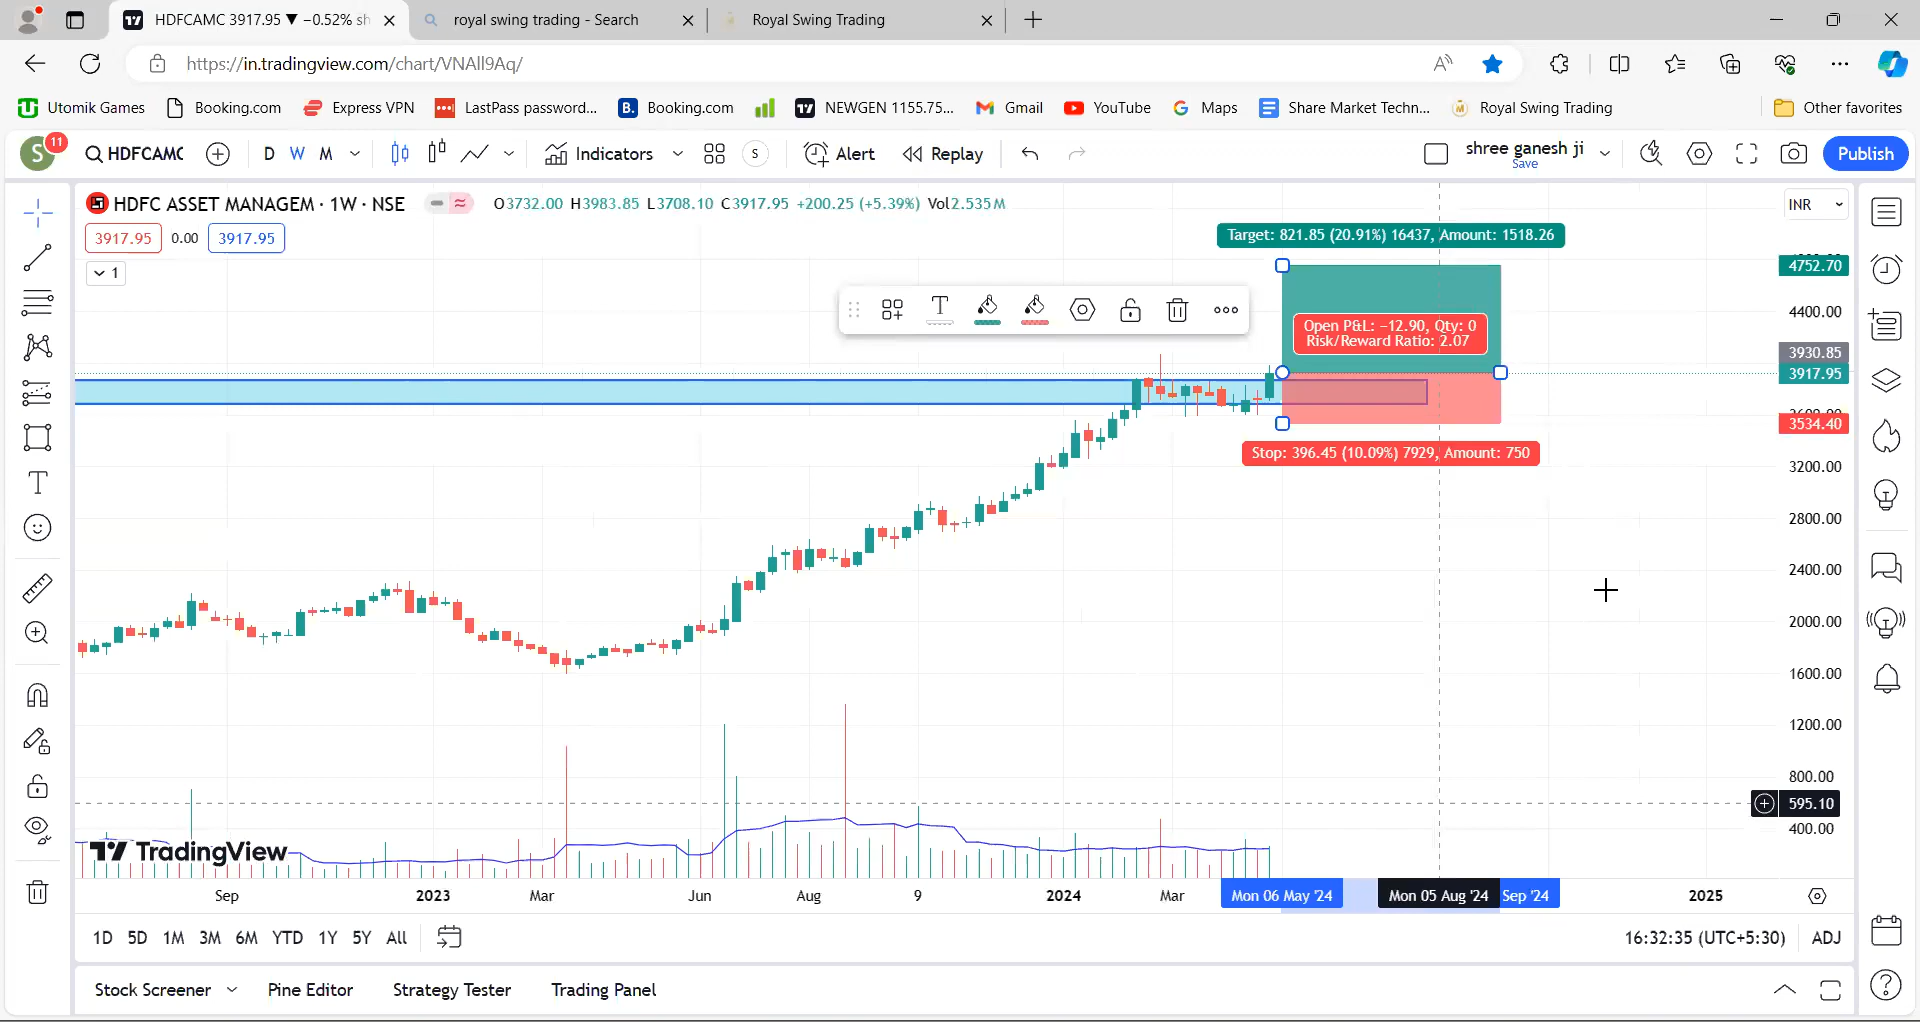 HDFCAMC 3917.95 ▼ −0.52% sh
royal swing trading - Search
Royal Swing Trading
https://in.tradingview.com/chart/VNAll9Aq/
Utomik Games
Booking.com
Express VPN
LastPass password...
Booking.com
NEWGEN 1155.75...
Gmail
YouTube
Maps
Share Market Techn...
Royal Swing Trading
Other favorites
S
11
HDFCAMC
D
W
M
Indicators
S
Alert
Replay
shree ganesh ji
Save
Publish
HDFC ASSET MANAGEM · 1W · NSE
O3732.00 H3983.85 L3708.10 C3917.95 +200.25 (+5.39%) Vol2.535M
INR
3917.95
0.00
3917.95
1
Target: 821.85 (20.91%) 16437, Amount: 1518.26
Open P&L: −12.90, Qty: 0
Risk/Reward Ratio: 2.07
Stop: 396.45 (10.09%) 7929, Amount: 750
4752.70
4400.00
3930.85
3917.95
3534.40
3200.00
2800.00
2400.00
2000.00
1600.00
1200.00
800.00
595.10
400.00
TradingView
Sep
2023
Mar
Jun
Aug
9
2024
Mar
Mon 06 May '24
Mon 05 Aug '24
Sep '24
2025
1D
5D
1M
3M
6M
YTD
1Y
5Y
All
16:32:35 (UTC+5:30)
ADJ
Stock Screener
Pine Editor
Strategy Tester
Trading Panel